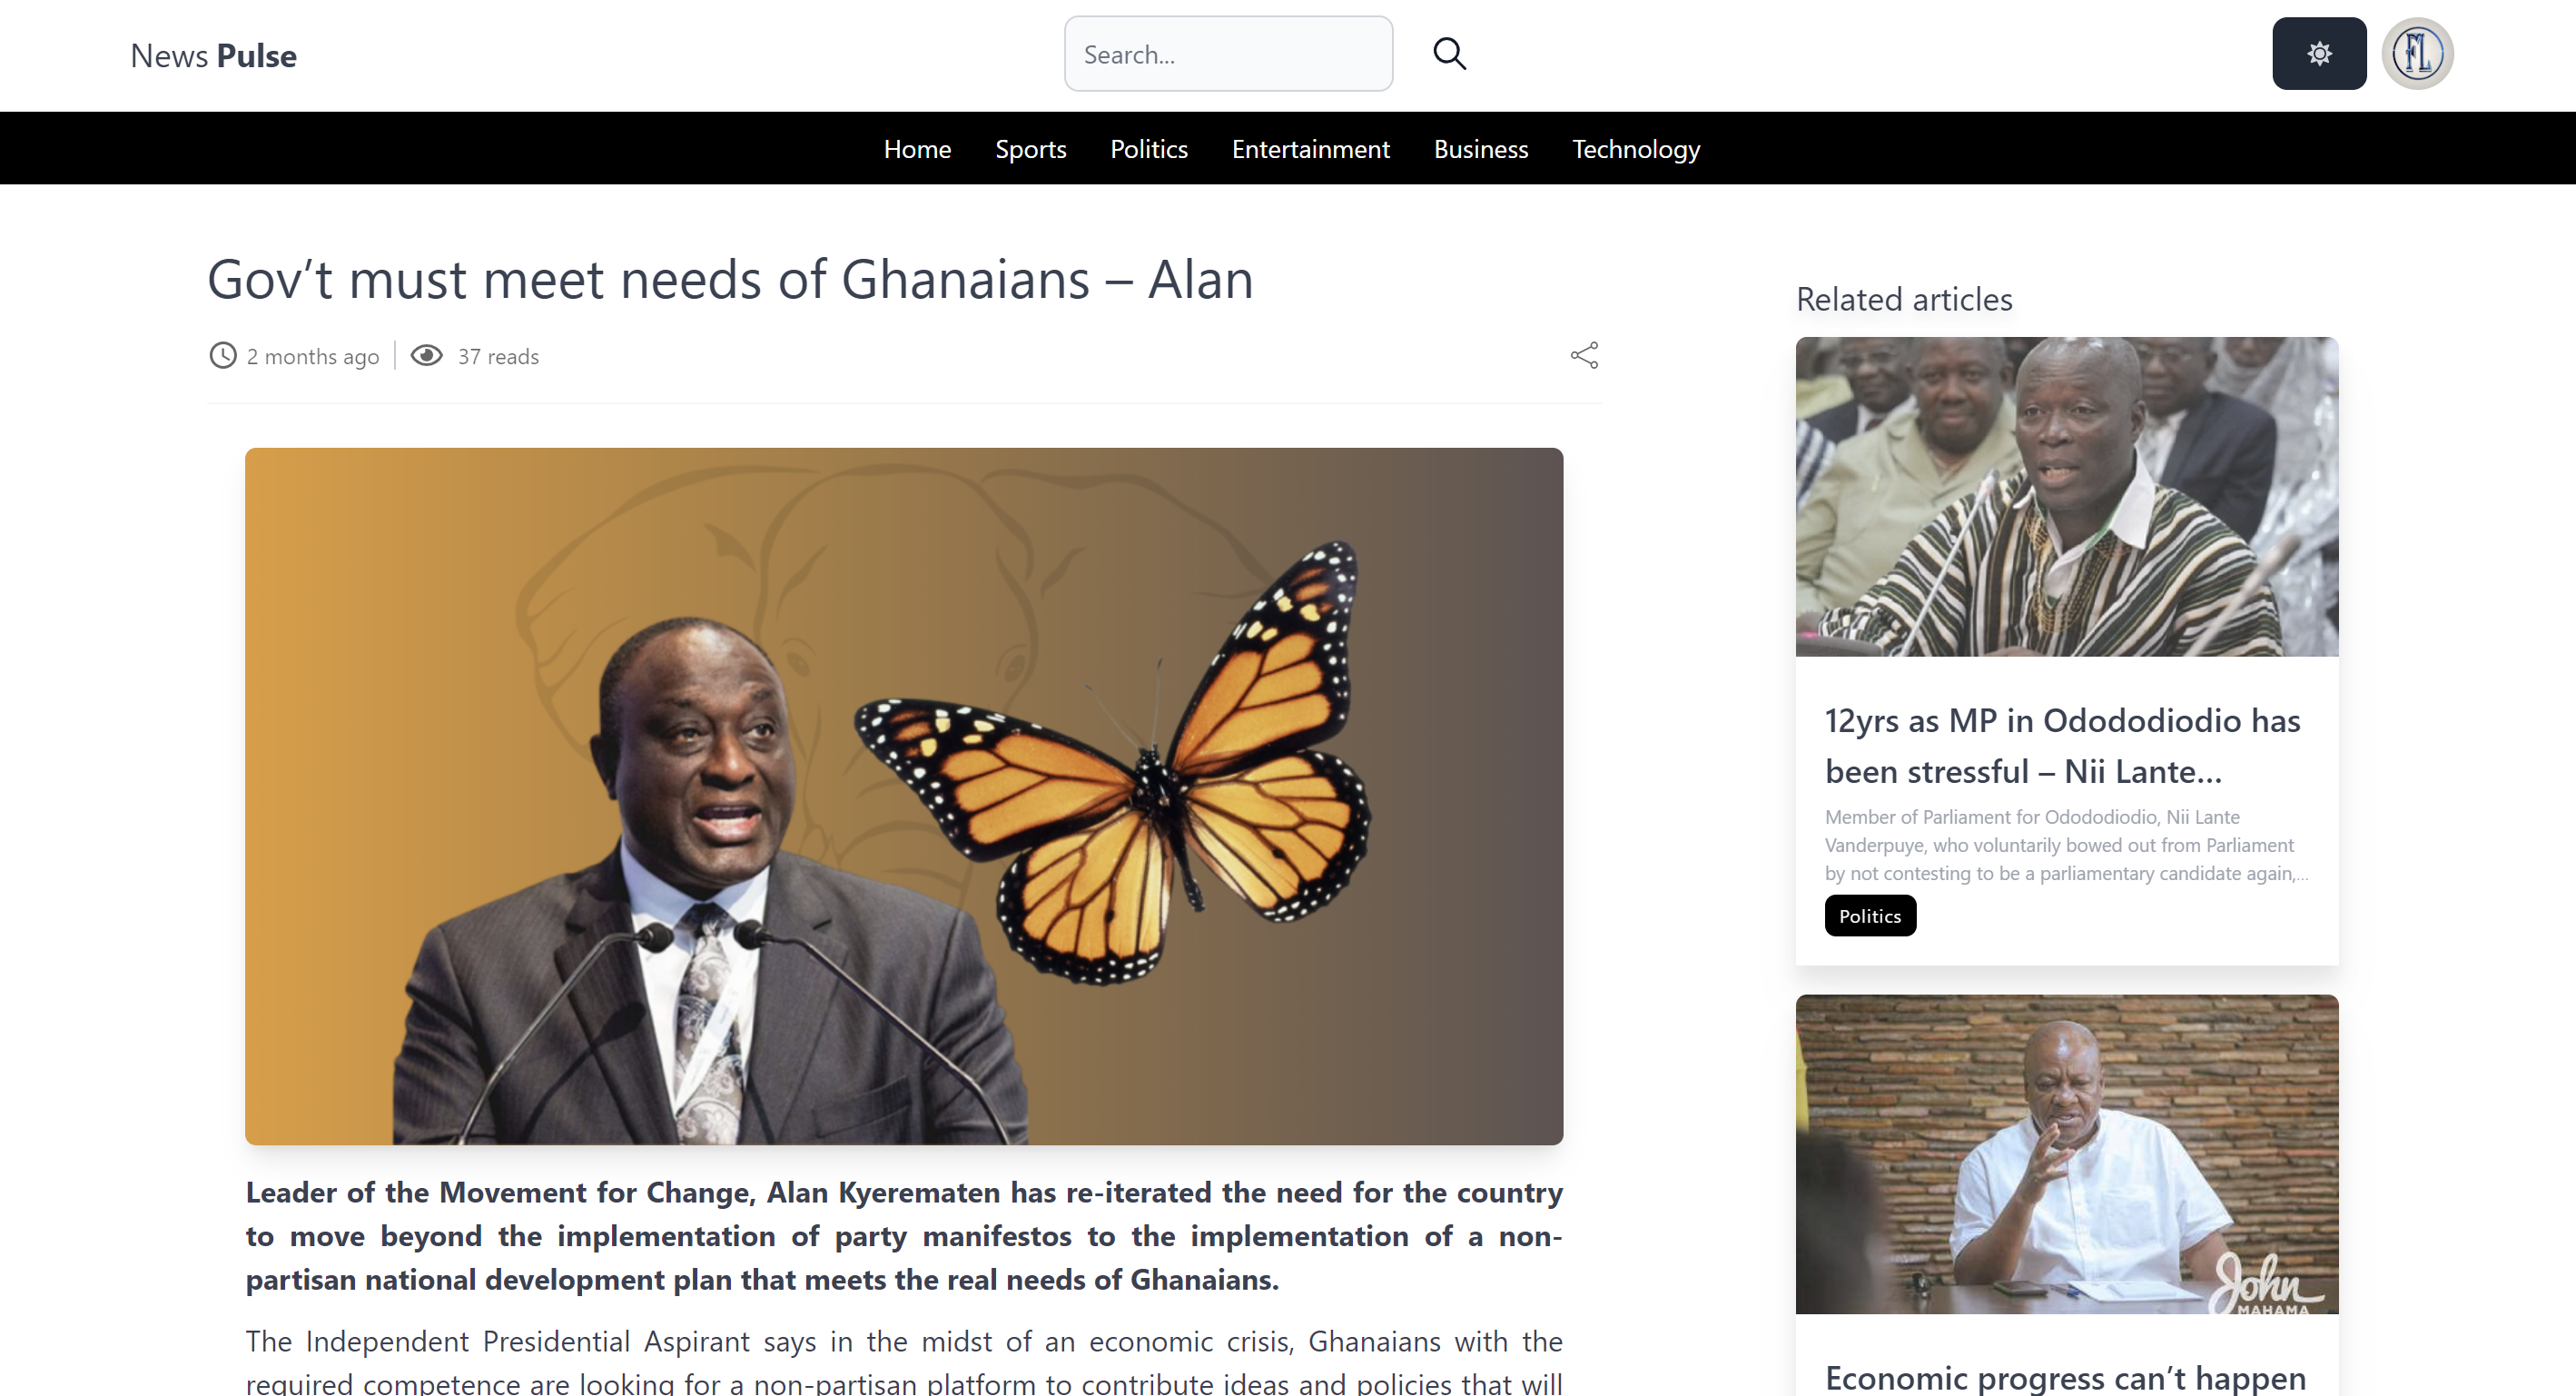 News Pulse
Search...
Home Sports Politics Entertainment Business Technology
Gov’t must meet needs of Ghanaians – Alan
2 months ago
37 reads
Leader of the Movement for Change, Alan Kyerematen has re-iterated the need for the country
to move beyond the implementation of party manifestos to the implementation of a non-
partisan national development plan that meets the real needs of Ghanaians.
The Independent Presidential Aspirant says in the midst of an economic crisis, Ghanaians with the
required competence are looking for a non-partisan platform to contribute ideas and policies that will
Related articles
12yrs as MP in Odododiodio has
been stressful – Nii Lante...
Member of Parliament for Odododiodio, Nii Lante
Vanderpuye, who voluntarily bowed out from Parliament
by not contesting to be a parliamentary candidate again,...
Politics
John
MAHAMA
Economic progress can’t happen